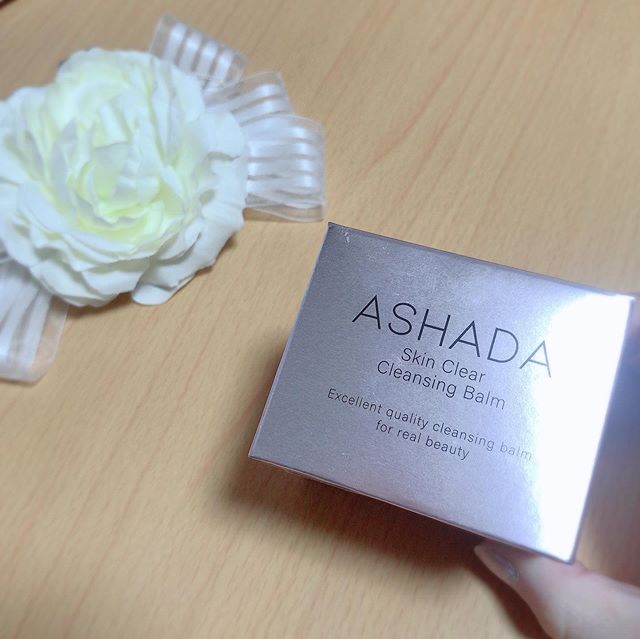 ASHADA
Skin Clear
Cleansing Balm
Excellent quality cleansing balm
for real beauty